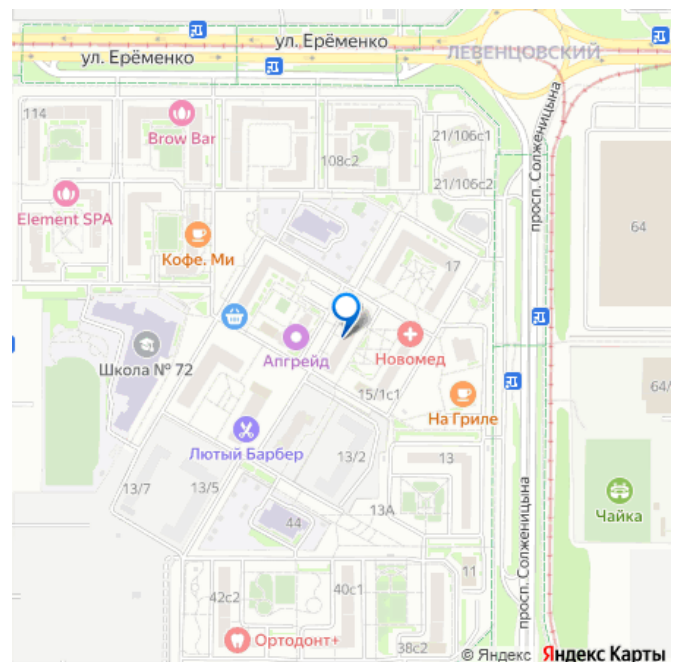 ул. Ерёменко
ул. Ерёменко
ЛЕВЕНЦОВСКИЙ
114
Brow Bar
108с2
21/106с1
21/106с2
просп. Солженицына
64
Element SPA
Кофе. Ми
17
Школа № 72
Апгрейд
Новомед
15/1с1
На Гриле
64/
Лютый Барбер
13/2
13
13/7
13/5
13А
Чайка
44
просп. Солженицына
11
42с2
40с1
Ортодонт+
38с2
© Яндекс Яндекс Карты